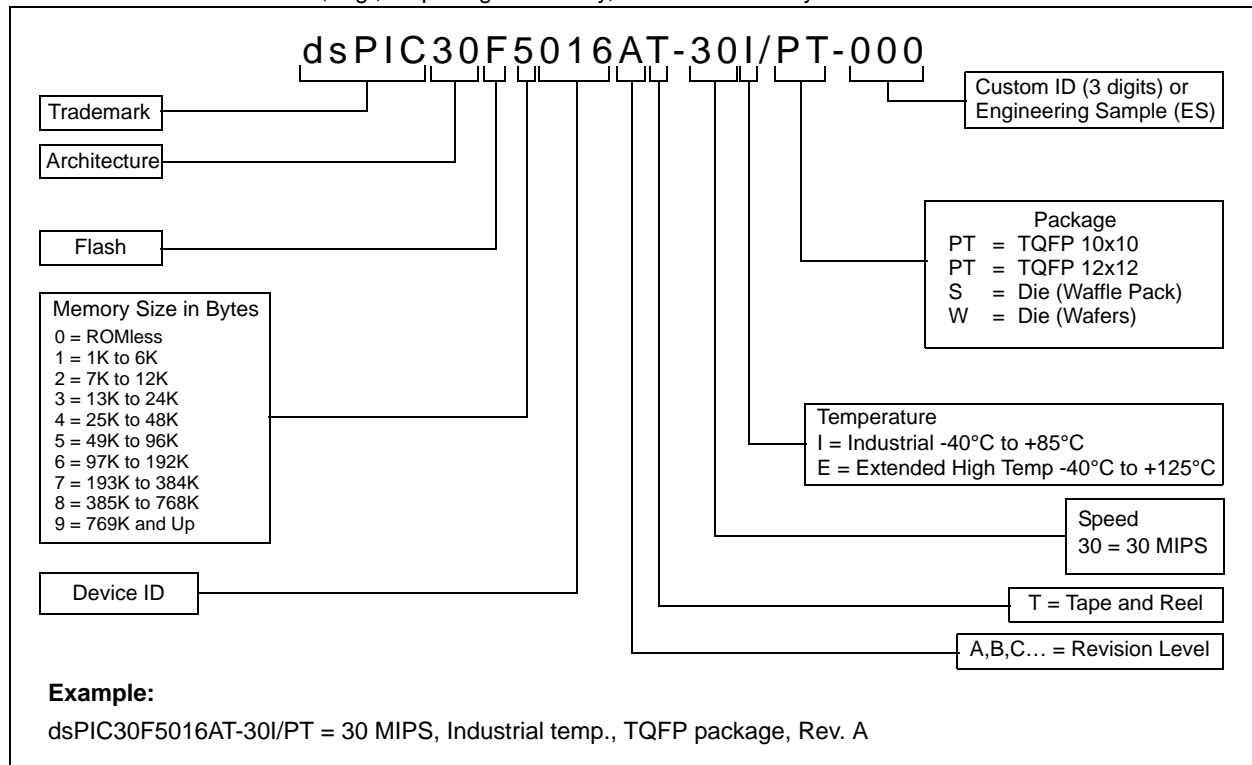 dsPIC30F5016AT-30I/PT-000
Trademark
Architecture
Flash
Memory Size in Bytes
0 = ROMless
1 = 1K to 6K
2 = 7K to 12K
3 = 13K to 24K
4 = 25K to 48K
5 = 49K to 96K
6 = 97K to 192K
7 = 193K to 384K
8 = 385K to 768K
9 = 769K and Up
Device ID
Custom ID (3 digits) or
Engineering Sample (ES)
Package
PT = TQFP 10x10
PT = TQFP 12x12
S = Die (Waffle Pack)
W = Die (Wafers)
Temperature
I = Industrial -40°C to +85°C
E = Extended High Temp -40°C to +125°C
Speed
30 = 30 MIPS
T = Tape and Reel
A,B,C… = Revision Level
Example:
dsPIC30F5016AT-30I/PT = 30 MIPS, Industrial temp., TQFP package, Rev. A